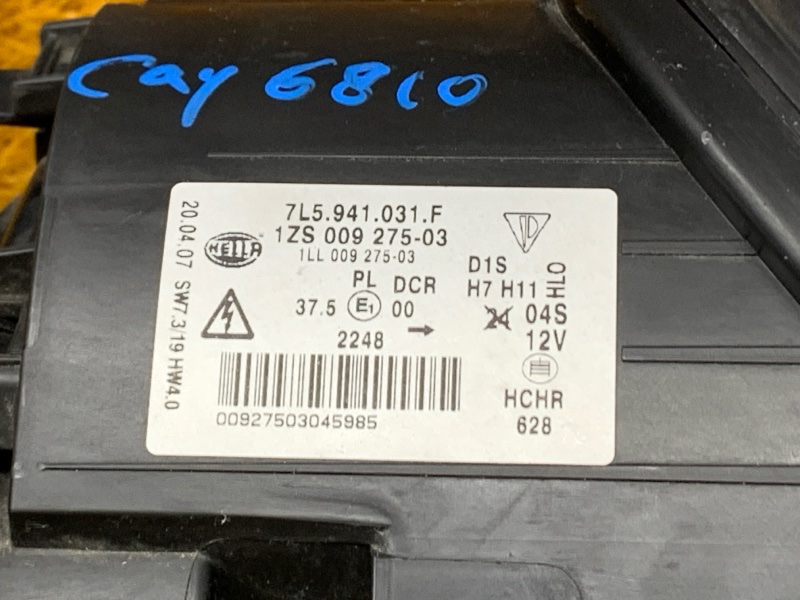 Cay 6810
7L5.941.031.F
1ZS 009 275-03
1LL 009 275-03
HELLA
20.04.07 SW7.3/19 HW4.0
PL DCR
37.5 E1 00
2248
00927503045985
D1S
H7 H11
HLO
24 04S
12V
HCHR
628